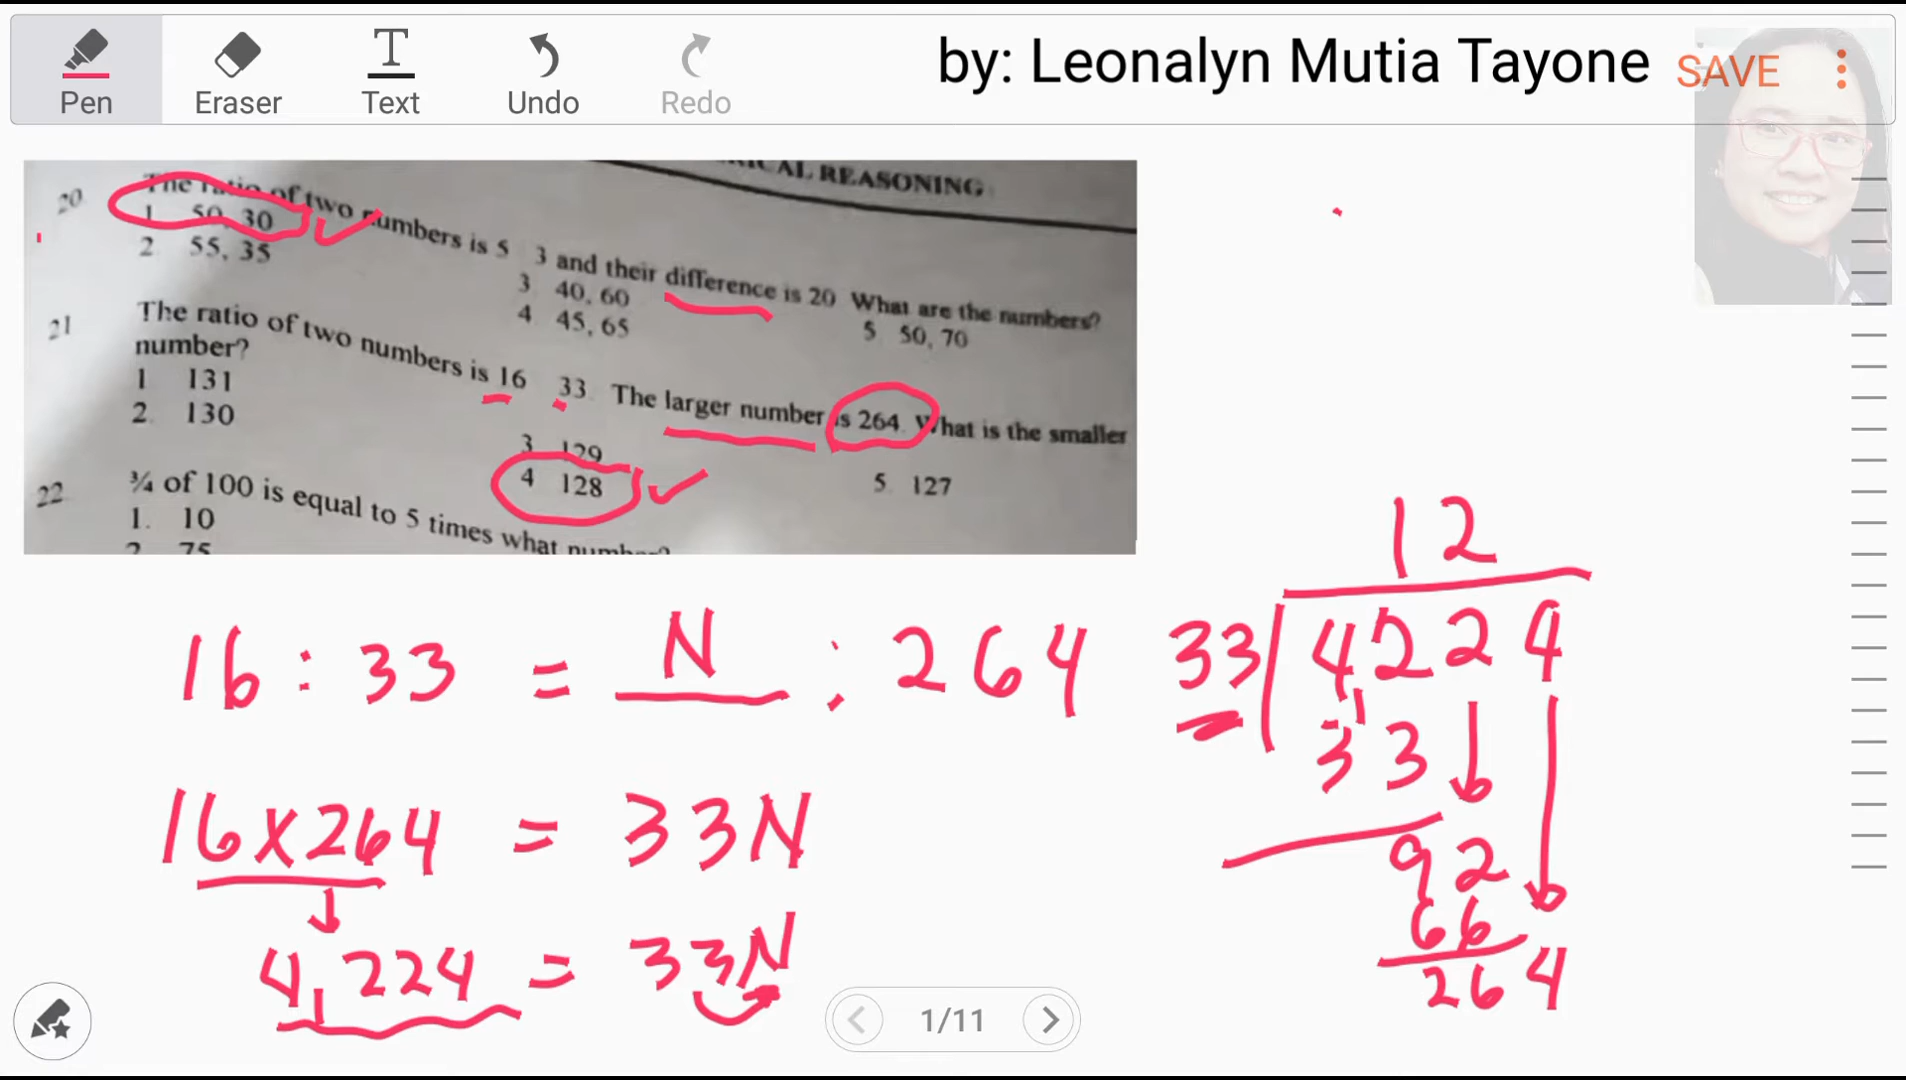 by: Leonalyn Mutia Tayone
SAVE
Pen
Eraser
Text
Undo
Redo
CAL REASONING
20 The ratio of two numbers is 5 3 and their difference is 20 What are the numbers?
1 50, 30
2 55, 35
3 40, 60
4 45, 65
5 50, 70
21 The ratio of two numbers is 16 33. The larger number is 264. What is the smaller
number?
1 131
2. 130
3 129
4 128
5. 127
22 ¾ of 100 is equal to 5 times what number?
1. 10
2 75
16 : 33 = N : 264
16 x 264 = 33N
4,224 = 33N
12
33 4224
33
92
66
264
1/11